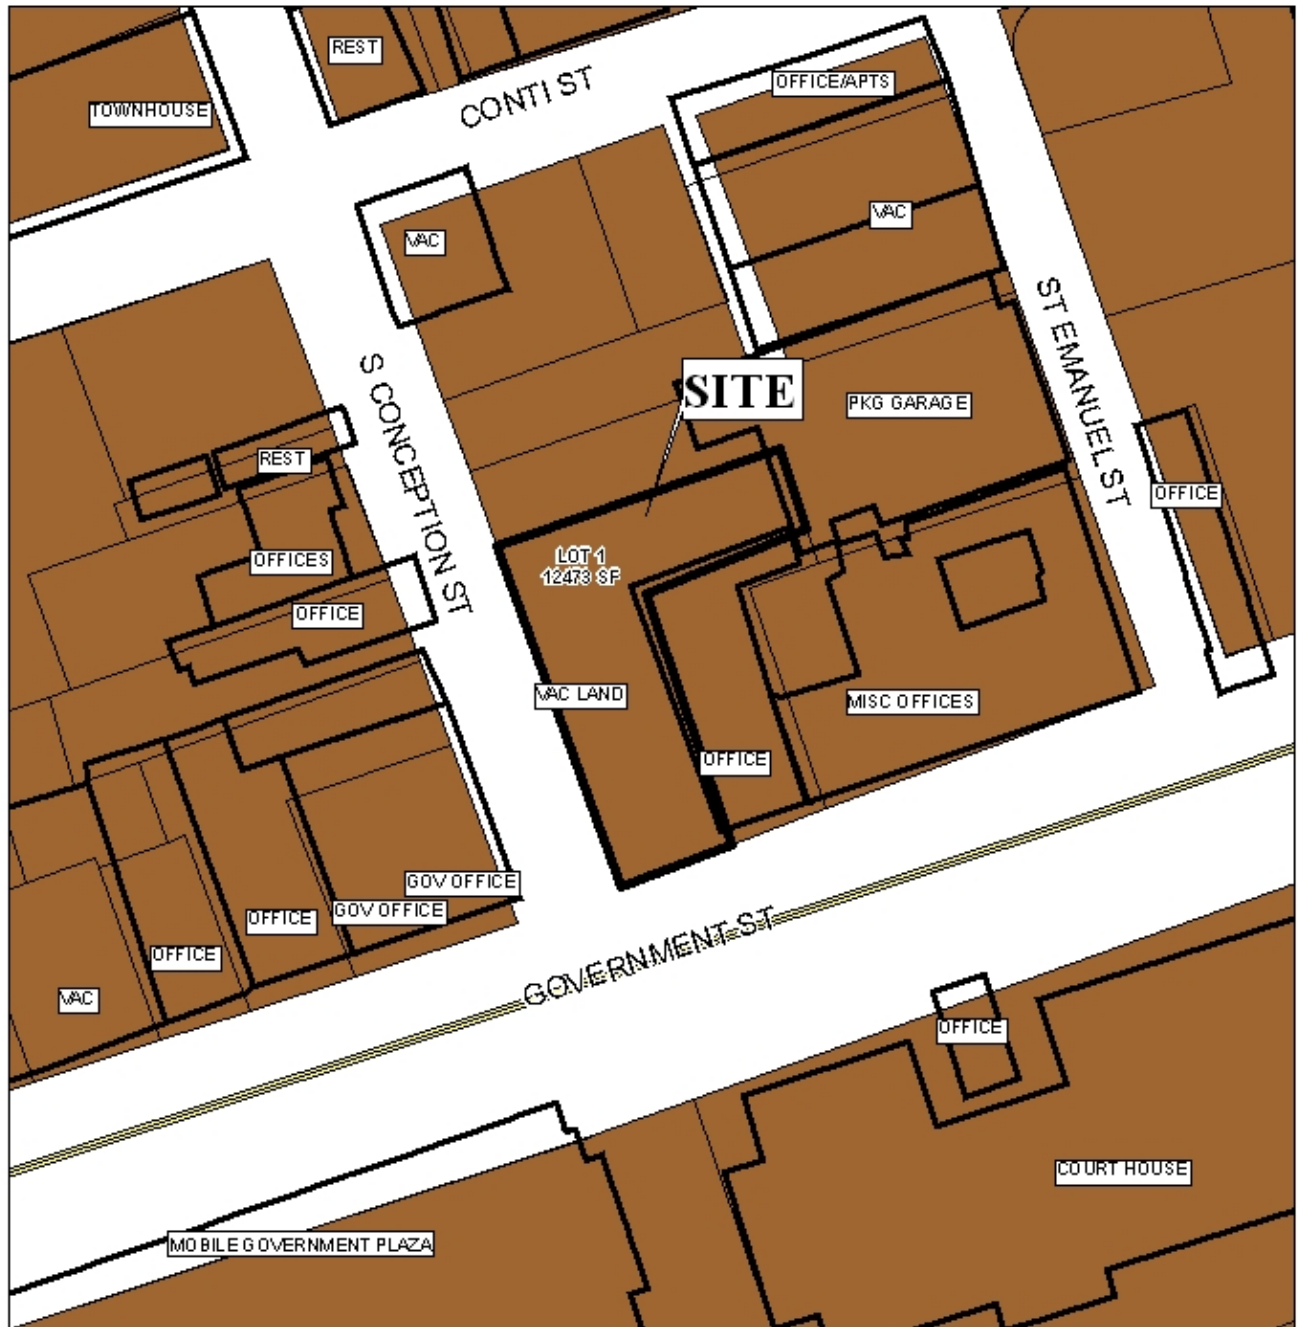 REST
OFFICE/APTS
CONTI ST
TOWNHOUSE
VAC
VAC
S CONCEPTION ST
ST EMANUEL ST
SITE
PKG GARAGE
REST
OFFICE
OFFICES
LOT 1
12473 SF
OFFICE
VAC LAND
MISC OFFICES
OFFICE
GOV OFFICE
GOV OFFICE
OFFICE
OFFICE
GOVERNMENT ST
VAC
OFFICE
COURT HOUSE
MOBILE GOVERNMENT PLAZA